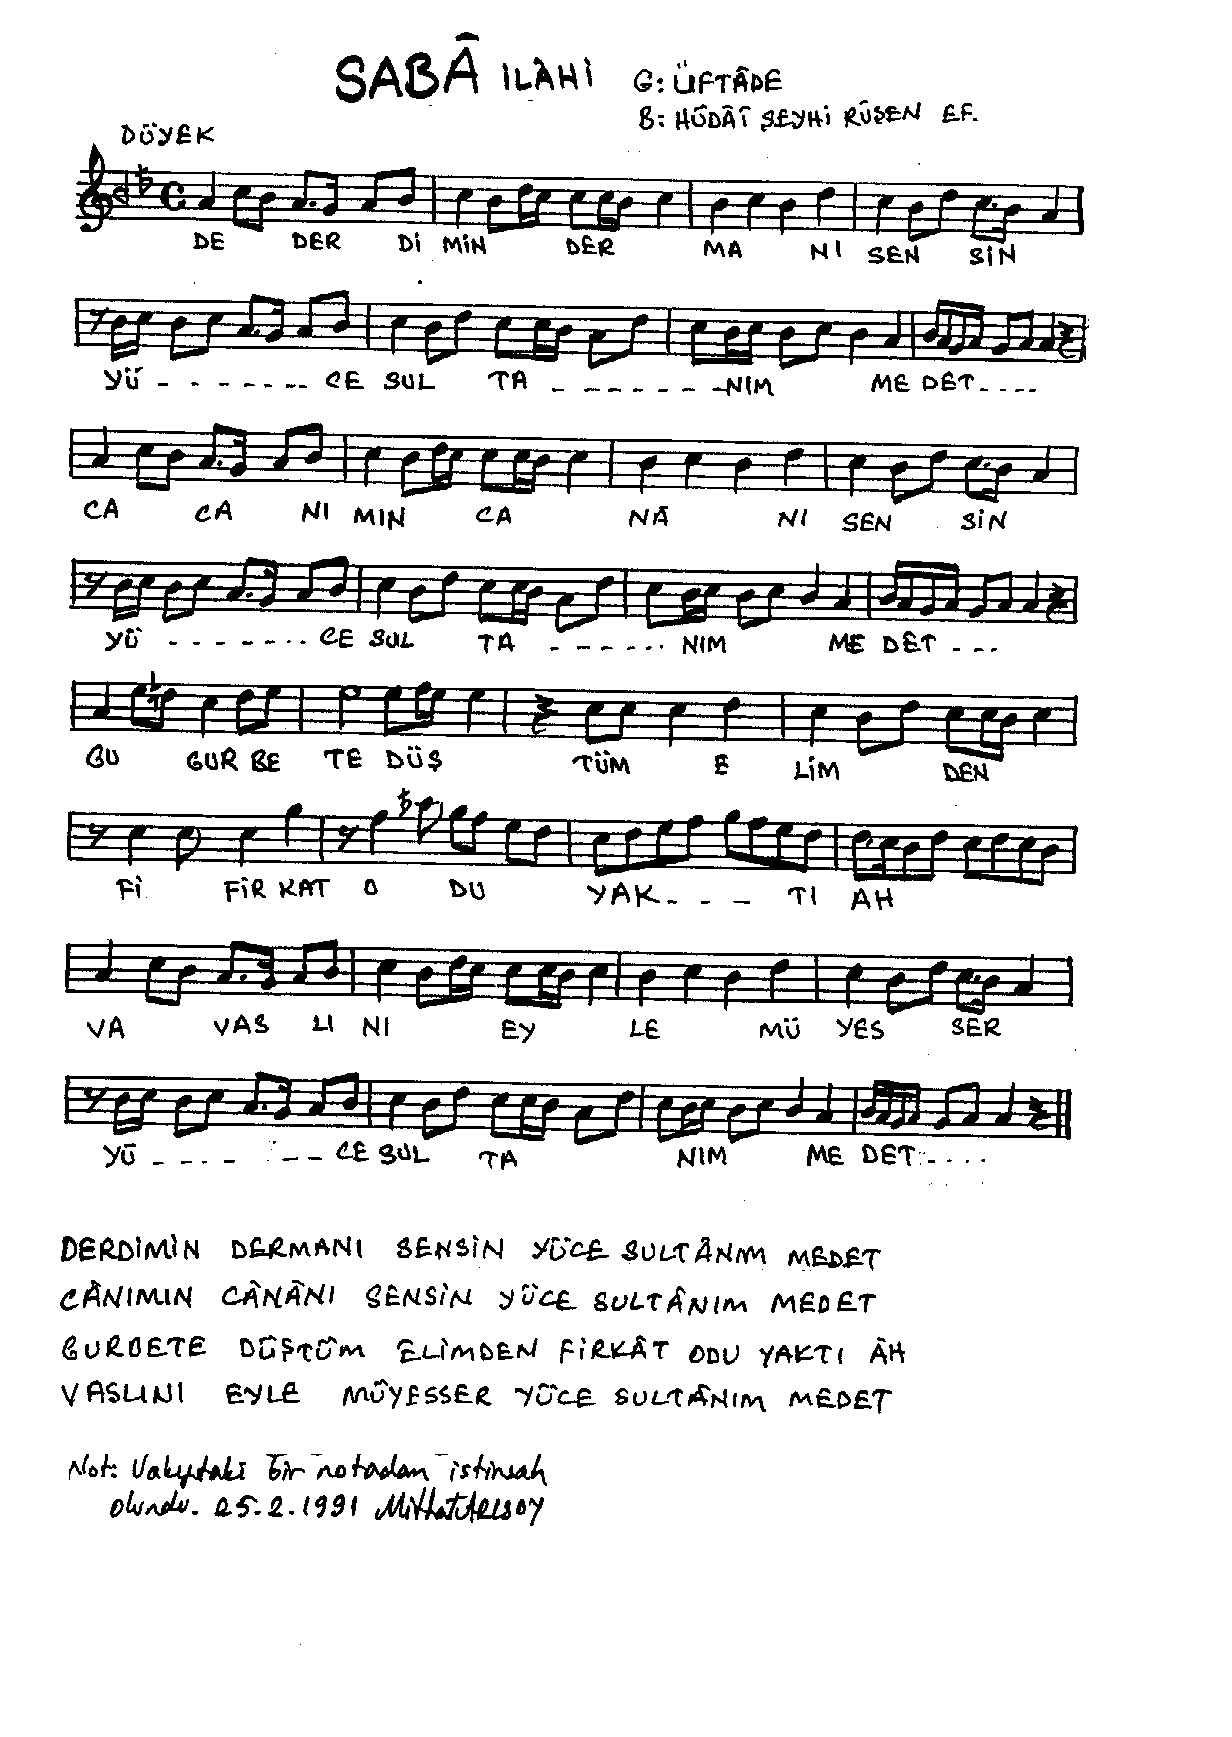 SABÂ İLÀHİ G: ÜFTÂDE
B: HÜDÂİ ŞEYHİ RÛŞEN EF.
DÜYEK
DE DER DI MİN DER MA NI SEN SİN
YÜ - - - - - - - CE SUL TA - - - - - - - NIM ME DET - - - -
CA CA NI MIN CA NÂ NI SEN SİN
YÜ - - - - - - - CE SUL TA - - - - - - NIM ME DET - - -
GU GUR BE TE DÜŞ TÜM E LİM DEN
Fİ FİR KAT O DU YAK - - - TI AH
VA VAS LI NI EY LE MÜ YES SER
YÜ - - - - - - - CE SUL TA NIM ME DET - - - -
DERDİMİN DERMANI SENSİN YÜCE SULTÂNIM MEDET
CÂNIMIN CÂNÂNI SENSİN YÜCE SULTÂNIM MEDET
GURBETE DÜŞTÜM ELİMDEN FİRKÂT ODU YAKTI ÂH
VASLINI EYLE MÜYESSER YÜCE SULTÂNIM MEDET
Not: Vakıftaki bir notadan istinsah
olundu. 25.2.1991